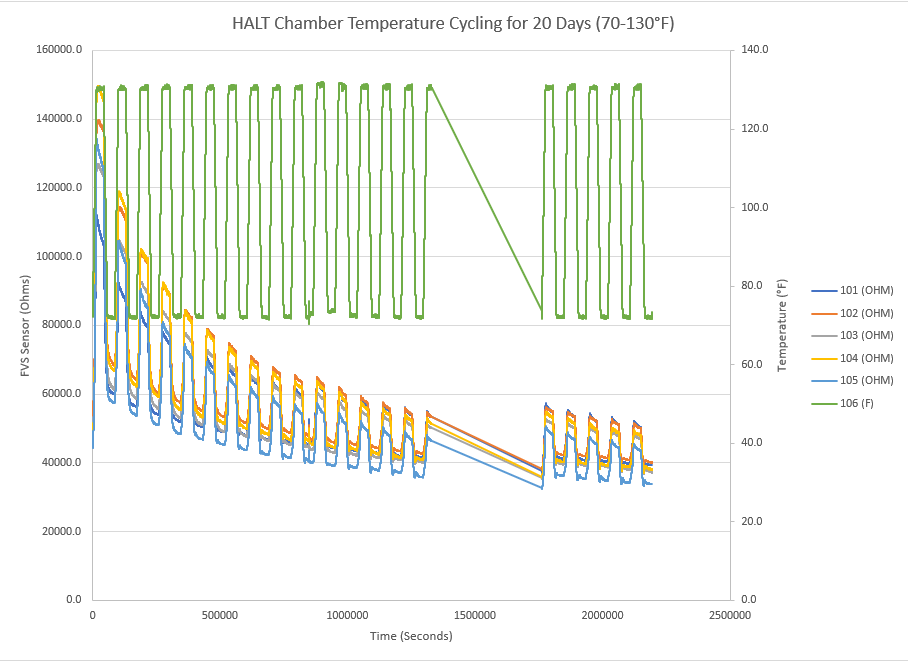 HALT Chamber Temperature Cycling for 20 Days (70-130°F)
160000.0
140000.0
120000.0
100000.0
80000.0
60000.0
40000.0
20000.0
0.0
FVS Sensor (Ohms)
140.0
120.0
100.0
80.0
60.0
40.0
20.0
0.0
Temperature (°F)
0
500000
1000000
1500000
2000000
2500000
Time (Seconds)
101 (OHM)
102 (OHM)
103 (OHM)
104 (OHM)
105 (OHM)
106 (F)